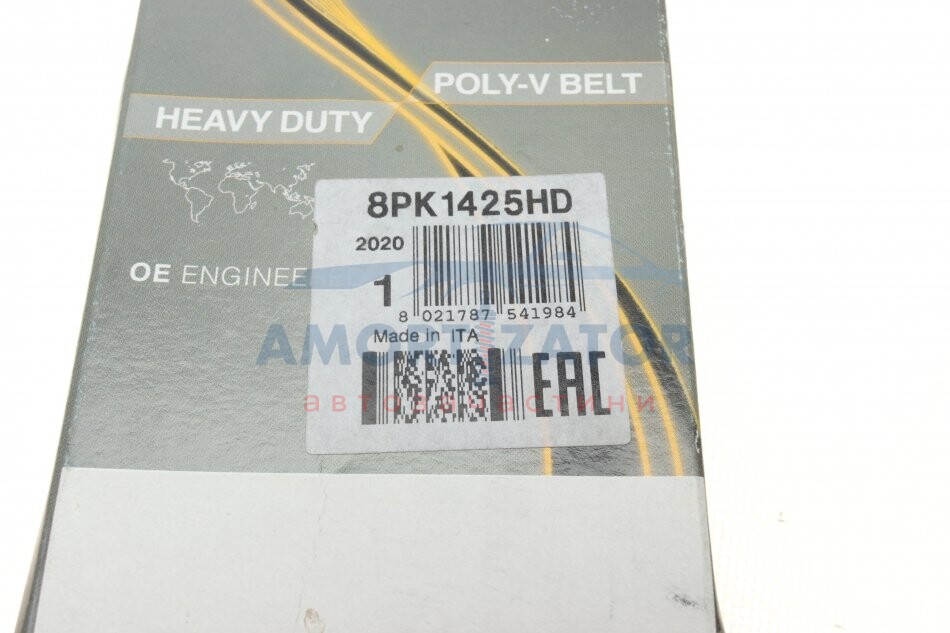 POLY-V BELT
HEAVY DUTY
8PK1425HD
2020
OE ENGINEE
1
8 021787 541984
AMORTIZATOR
Made in ITA
EAC
автозапчастини